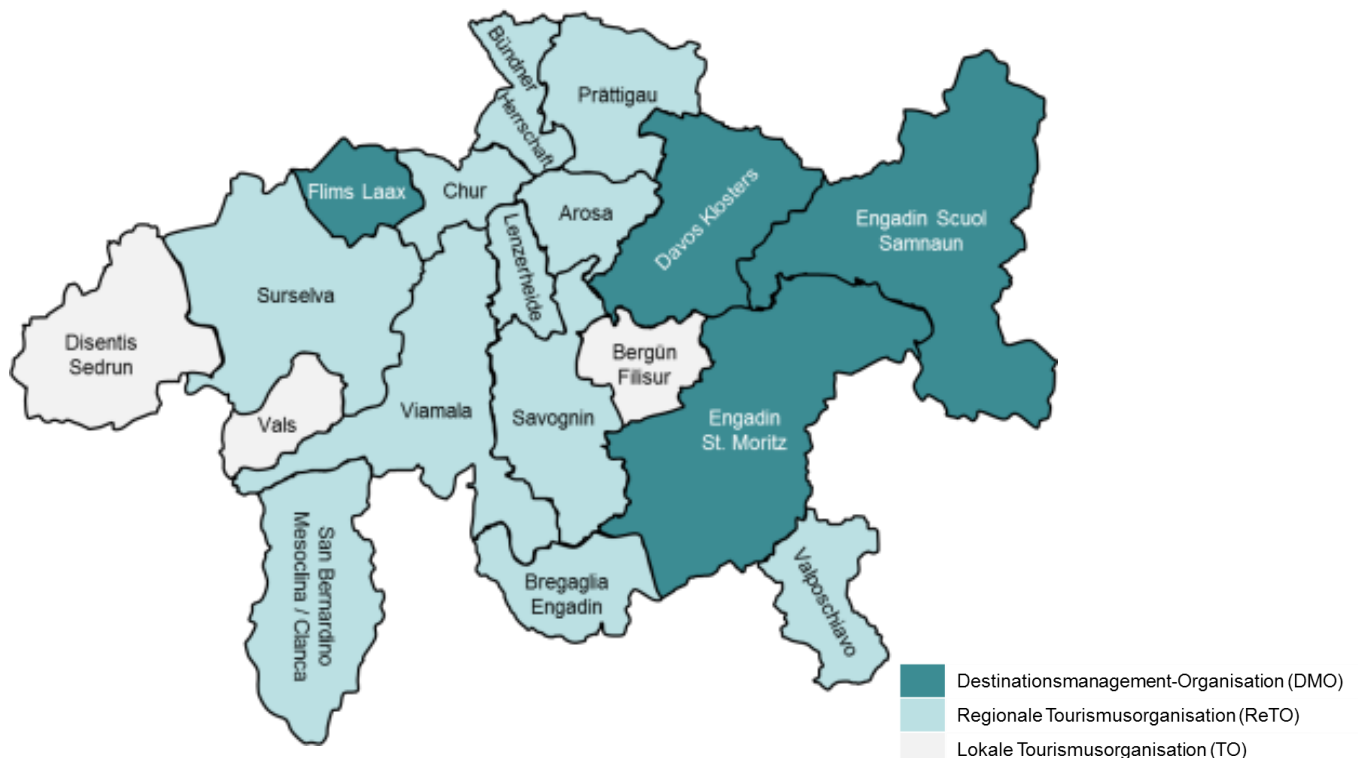 Bündner
Herrschaft
Prättigau
Flims Laax
Chur
Arosa
Davos Klosters
Engadin Scuol
Samnaun
Lenzerheide
Surselva
Disentis
Sedrun
Bergün
Filisur
Vals
Viamala
Savognin
Engadin
St. Moritz
San Bernardino
Mesoclina / Clanca
Bregaglia
Engadin
Valposchiavo
Destinationsmanagement-Organisation (DMO)
Regionale Tourismusorganisation (ReTO)
Lokale Tourismusorganisation (TO)